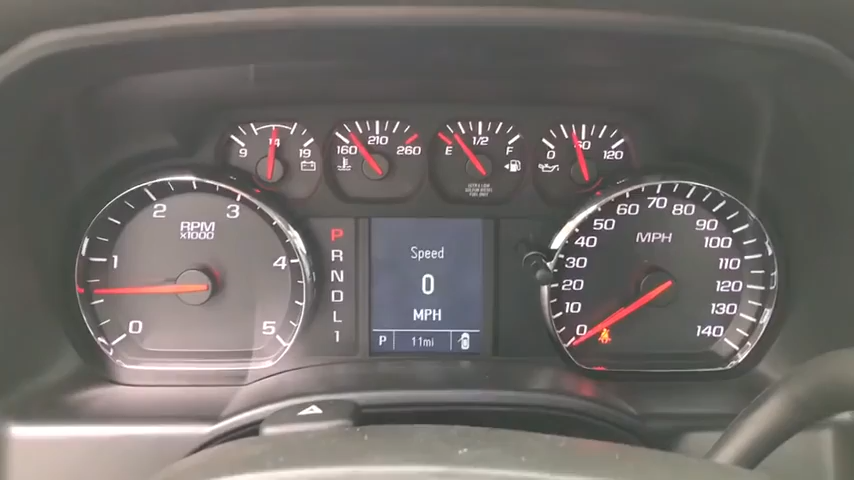 9 14 19
160 210 260
E 1/2 F
0 60 120
0 1 2 3 4 5
RPM
X1000
P
R
N
D
L
1
Speed
0
MPH
P 11mi
0 10 20 30 40 50 60 70 80 90 100 110 120 130 140
MPH